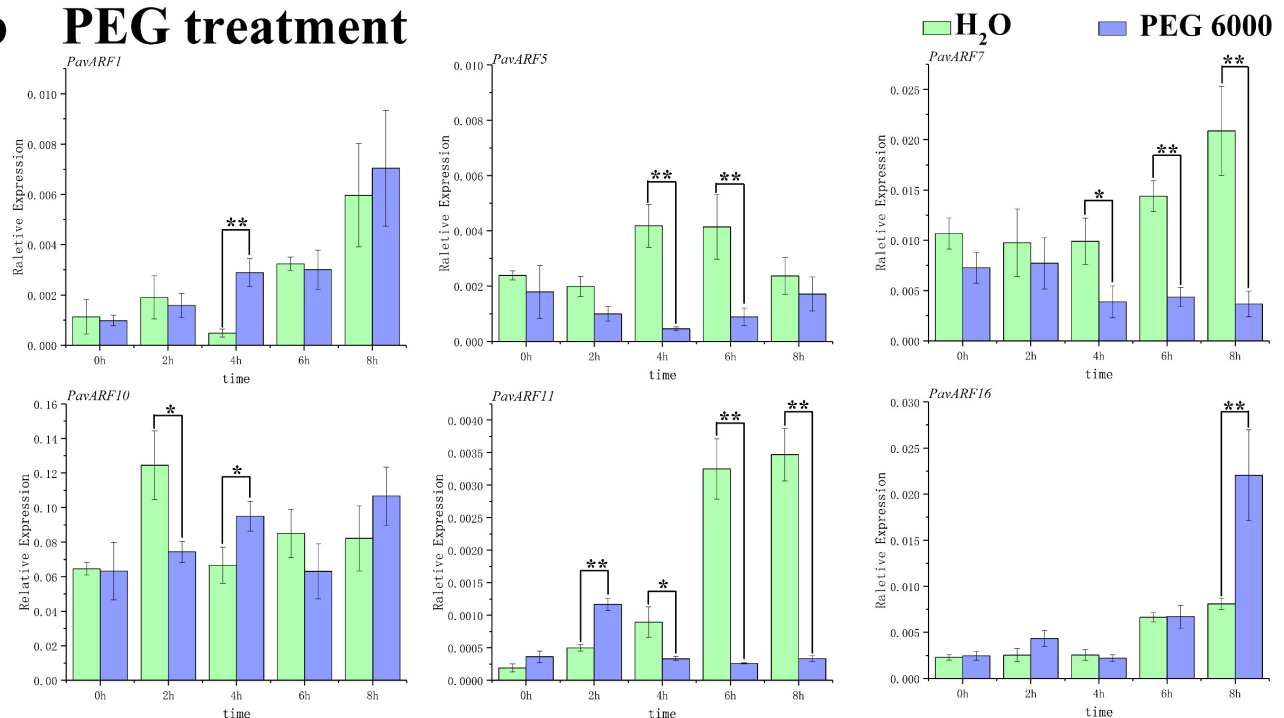 PEG treatment
H2O
PEG 6000
PavARF1
Raletive Expression
0.010
0.008
0.006
0.004
0.002
0.000
**
0h 2h 4h 6h 8h
time
PavARF5
Raletive Expression
0.010
0.008
0.006
0.004
0.002
0.000
** **
0h 2h 4h 6h 8h
time
PavARF7
Raletive Expression
0.025
0.020
0.015
0.010
0.005
0.000
* ** **
0h 2h 4h 6h 8h
time
PavARF10
Relative Expression
0.16
0.14
0.12
0.10
0.08
0.06
0.04
0.02
0.00
* *
0h 2h 4h 6h 8h
time
PavARF11
Raletive Expression
0.0040
0.0035
0.0030
0.0025
0.0020
0.0015
0.0010
0.0005
0.0000
** * ** **
0h 2h 4h 6h 8h
time
PavARF16
Raletive Expression
0.030
0.025
0.020
0.015
0.010
0.005
0.000
**
0h 2h 4h 6h 8h
time